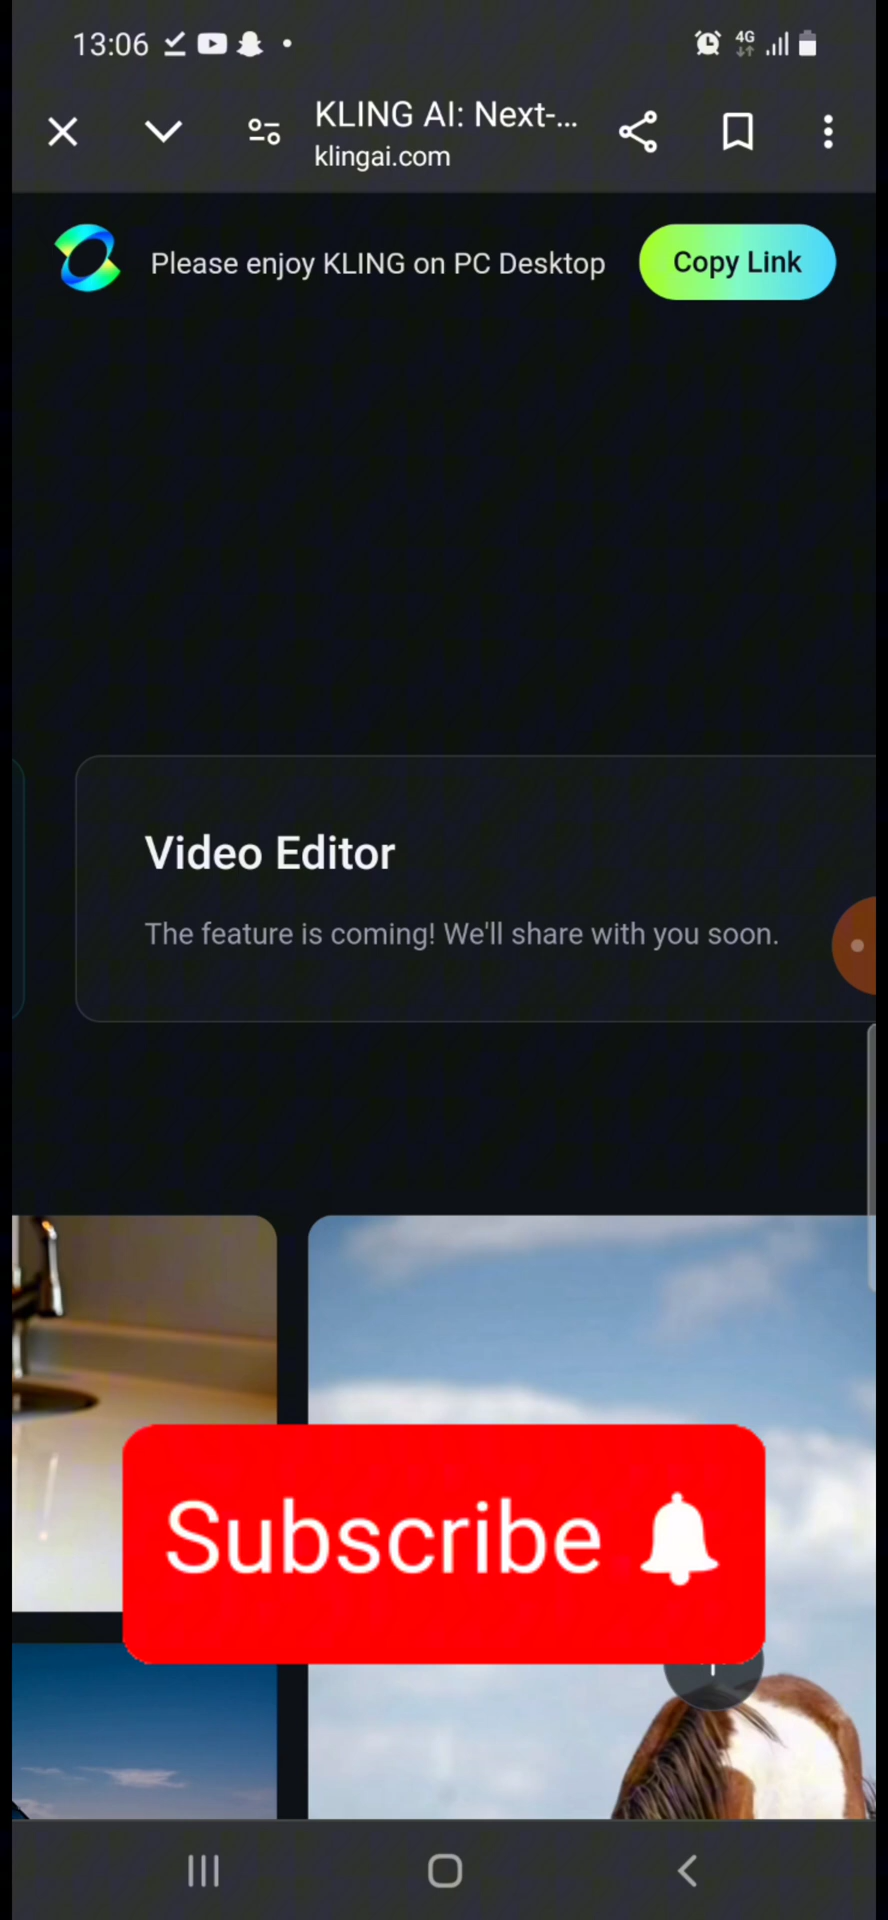 13:06
4G
KLING AI: Next-...
klingai.com
Please enjoy KLING on PC Desktop
Copy Link
Video Editor
The feature is coming! We'll share with you soon.
Subscribe